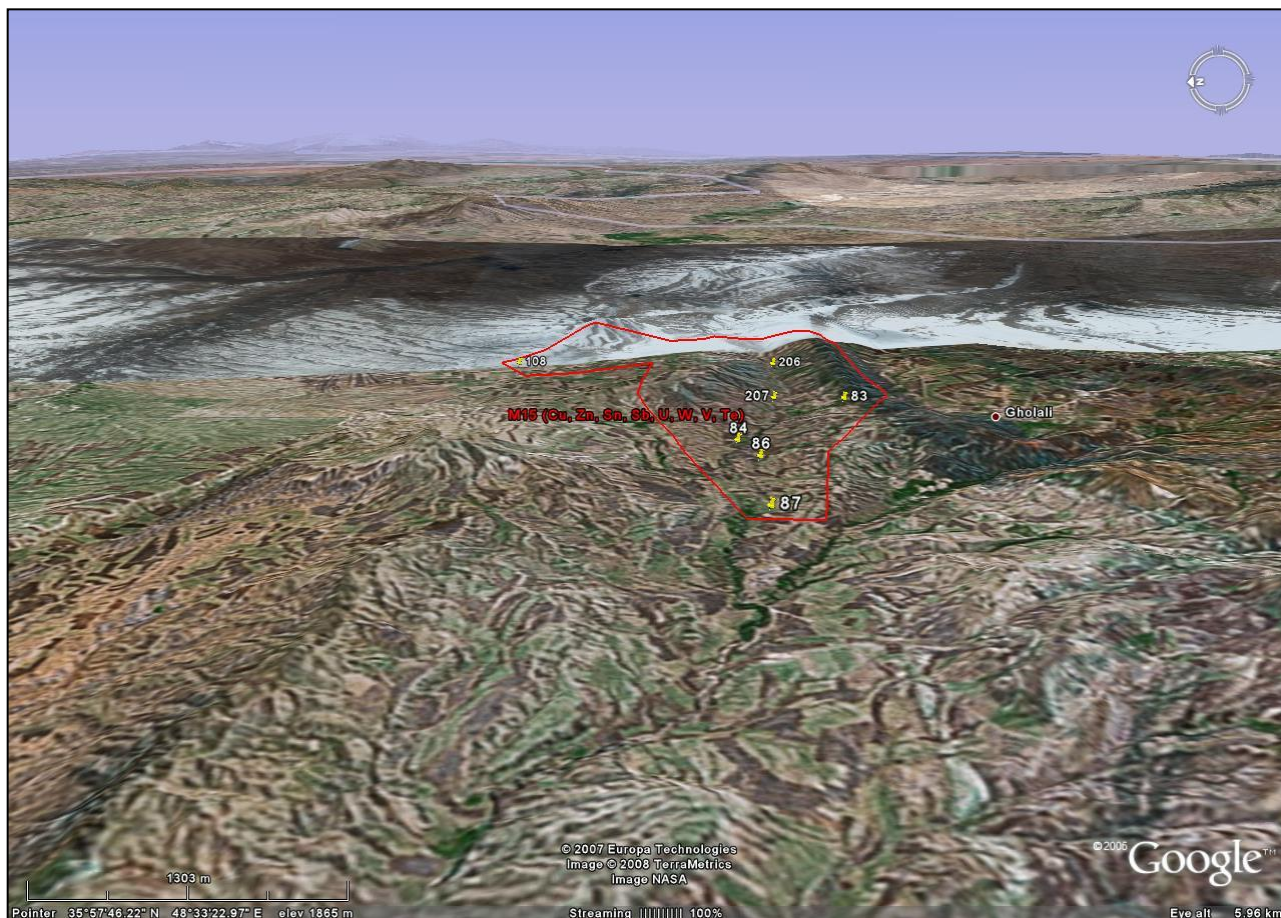 N
108
206
207
83
Gholali
M15 (Cu, Zn, Sn, Sb, U, W, V, Te)
84
86
87
© 2007 Europa Technologies
Image © 2008 TerraMetrics
Image NASA
©2006 Google™
1303 m
Pointer 35°57'46.22" N 48°33'22.97" E elev 1865 m Streaming |||||||||| 100% Eye alt 5.96 km